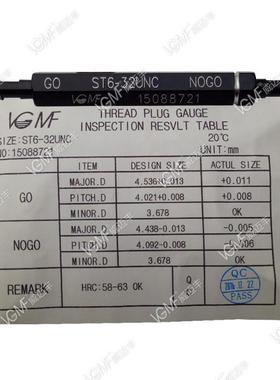 GO ST6-32UNC NOGO
VGMF 15088721
VGMF THREAD PLUG GAUGE
INSPECTION RESVLT TABLE
20℃
SIZE:ST6-32UNC
NO:15088721 UNIT:mm
ITEM DESIGN SIZE ACTUL SIZE
GO
MAJOR.D 4.536±0.013 +0.011
PITCH.D 4.021+0.008 +0.008
MINOR.D 3.678 OK
NOGO
MAJOR.D 4.438-0.013 -0.005
PITCH.D 4.092-0.008
MINOR.D 3.678 OK
REMARK HRC:58-63 OK
QC
PASS